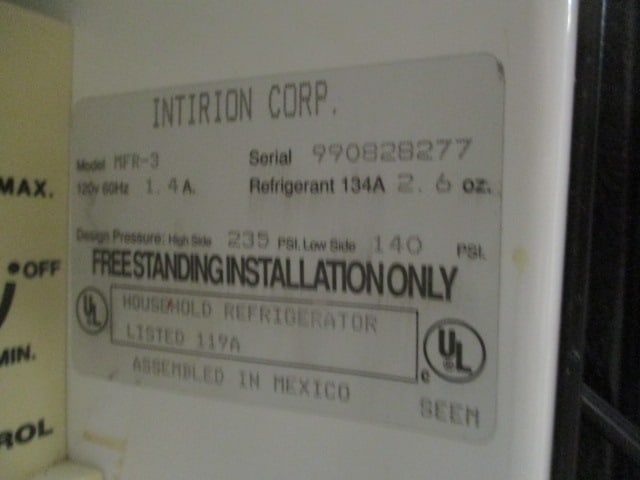 INTIRION CORP.
Model MFR-3 Serial 990828277
120v 60Hz 1.4 A. Refrigerant 134A 2.6 oz.
Design Pressure: High Side 235 PSI. Low Side 140 PSI.
FREESTANDING INSTALLATION ONLY
UL HOUSEHOLD REFRIGERATOR
LISTED 119A
c UL
ASSEMBLED IN MEXICO
SEEM
MAX.
OFF
MIN.
ROL